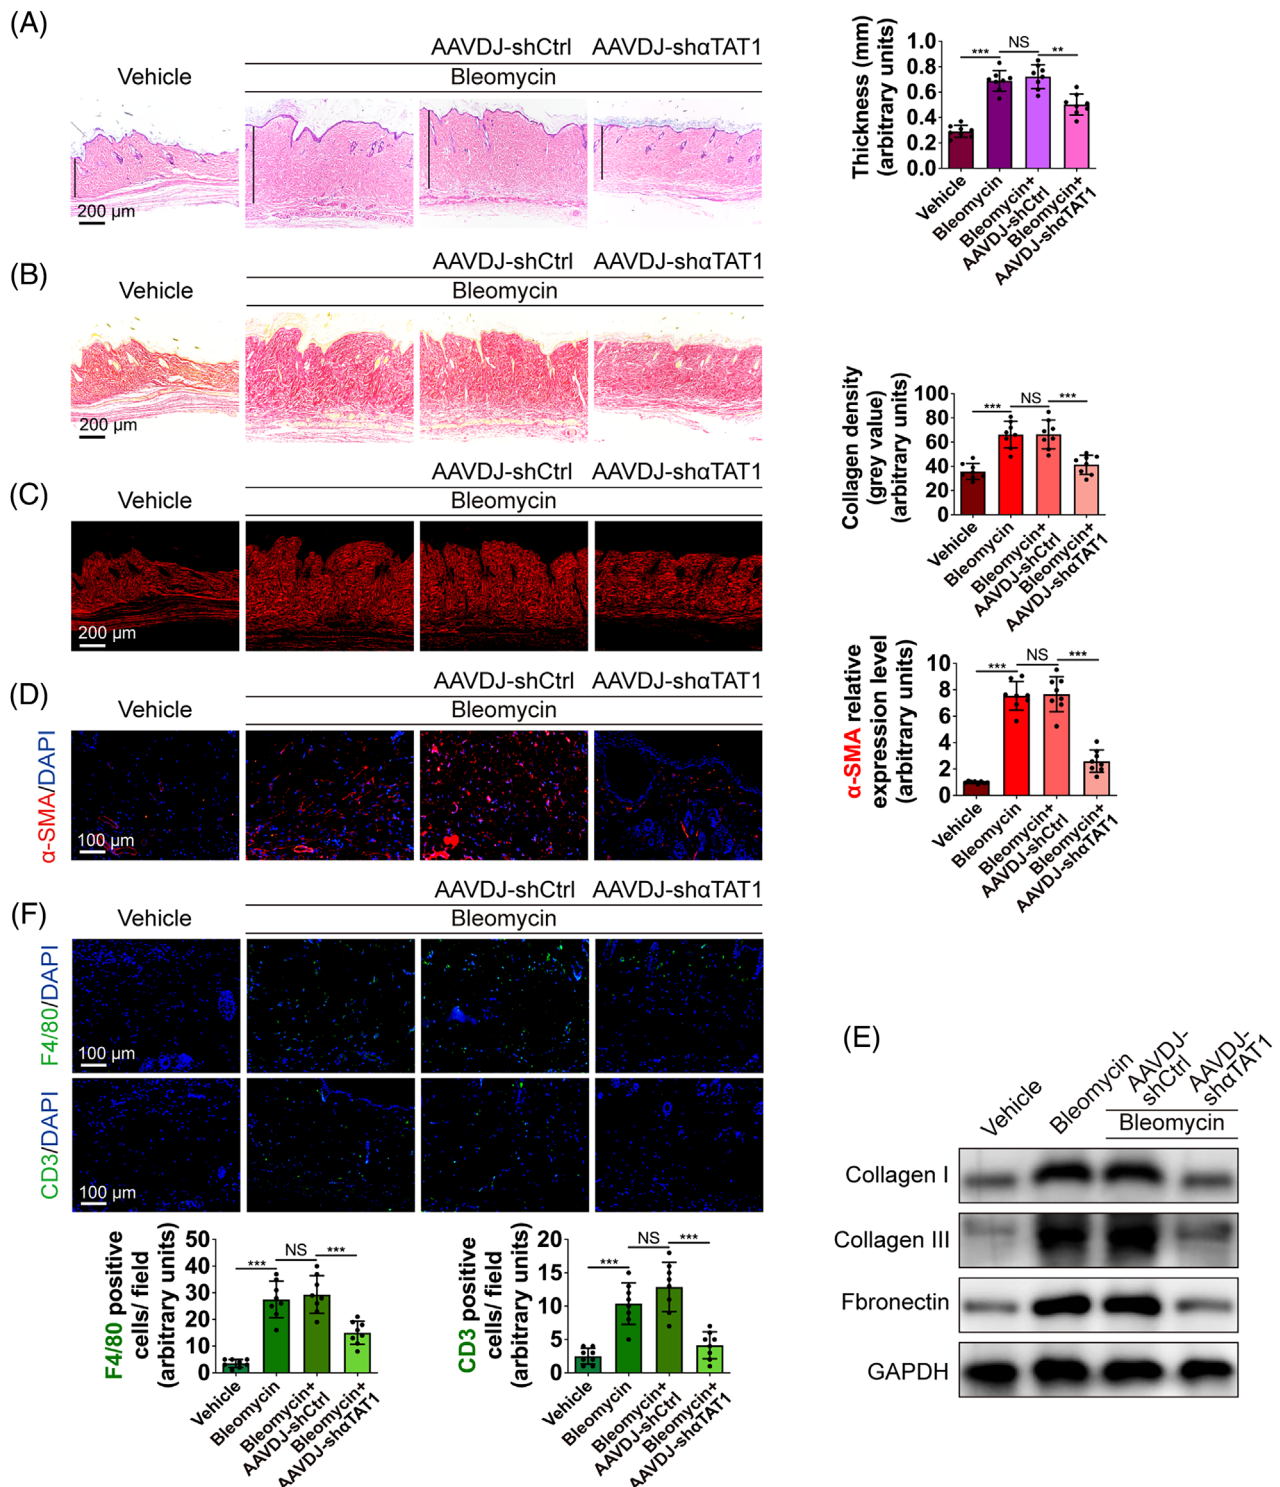 (A)
AAVDJ-shCtrl AAVDJ-shαTAT1
Vehicle
Bleomycin
200 µm
Thickness (mm)
(arbitrary units)
1.0
0.8
0.6
0.4
0.2
0.0
*** NS **
Vehicle
Bleomycin
Bleomycin+
AAVDJ-shCtrl
Bleomycin+
AAVDJ-shαTAT1
(B)
AAVDJ-shCtrl AAVDJ-shαTAT1
Vehicle
Bleomycin
200 µm
Collagen density
(grey value)
(arbitrary units)
100
80
60
40
20
0
*** NS ***
Vehicle
Bleomycin
Bleomycin+
AAVDJ-shCtrl
Bleomycin+
AAVDJ-shαTAT1
(C)
AAVDJ-shCtrl AAVDJ-shαTAT1
Vehicle
Bleomycin
200 µm
(D)
AAVDJ-shCtrl AAVDJ-shαTAT1
Vehicle
Bleomycin
α-SMA/DAPI
100 µm
α-SMA relative
expression level
(arbitrary units)
10
8
6
4
2
0
*** NS ***
Vehicle
Bleomycin
Bleomycin+
AAVDJ-shCtrl
Bleomycin+
AAVDJ-shαTAT1
(F)
AAVDJ-shCtrl AAVDJ-shαTAT1
Vehicle
Bleomycin
F4/80/DAPI
100 µm
CD3/DAPI
100 µm
F4/80 positive
cells/ field
(arbitrary units)
50
40
30
20
10
0
*** NS ***
Vehicle
Bleomycin
Bleomycin+
AAVDJ-shCtrl
Bleomycin+
AAVDJ-shαTAT1
CD3 positive
cells/ field
(arbitrary units)
20
15
10
5
0
*** NS ***
Vehicle
Bleomycin
Bleomycin+
AAVDJ-shCtrl
Bleomycin+
AAVDJ-shαTAT1
(E)
Vehicle
Bleomycin
AAVDJ-
shCtrl
AAVDJ-
shαTAT1
Bleomycin
Collagen I
Collagen III
Fbronectin
GAPDH